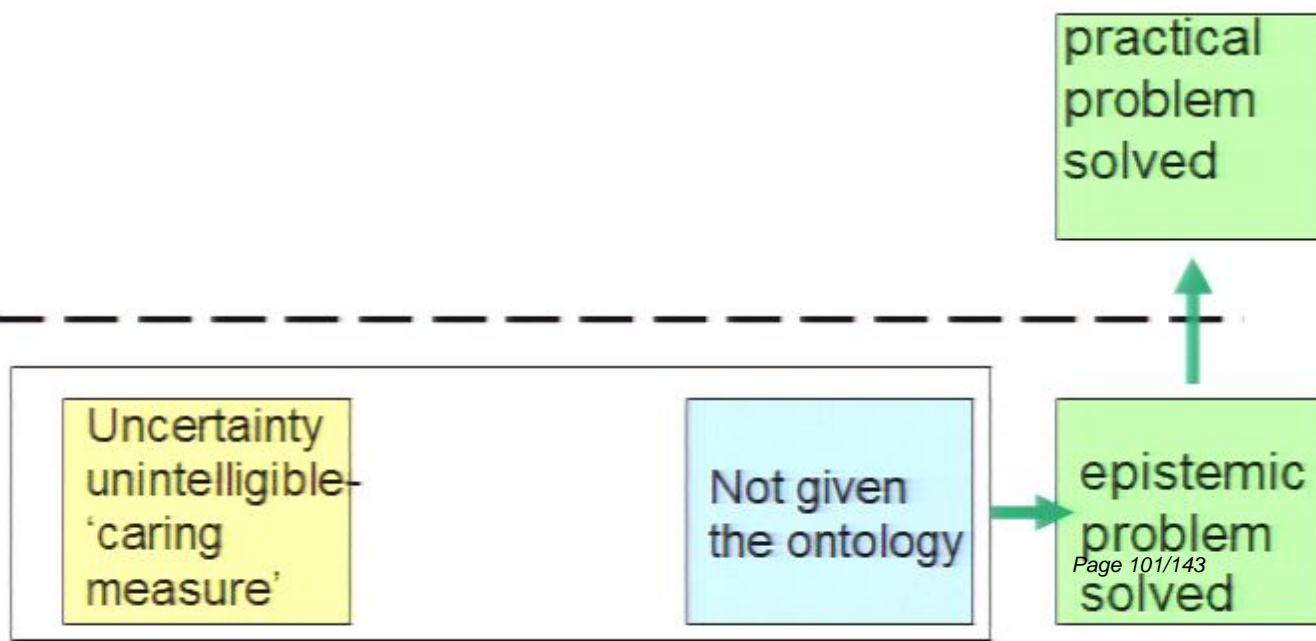 practical
problem
solved
Uncertainty
unintelligible-
‘caring
measure’
Not given
the ontology
epistemic
problem
Page 101/143
solved